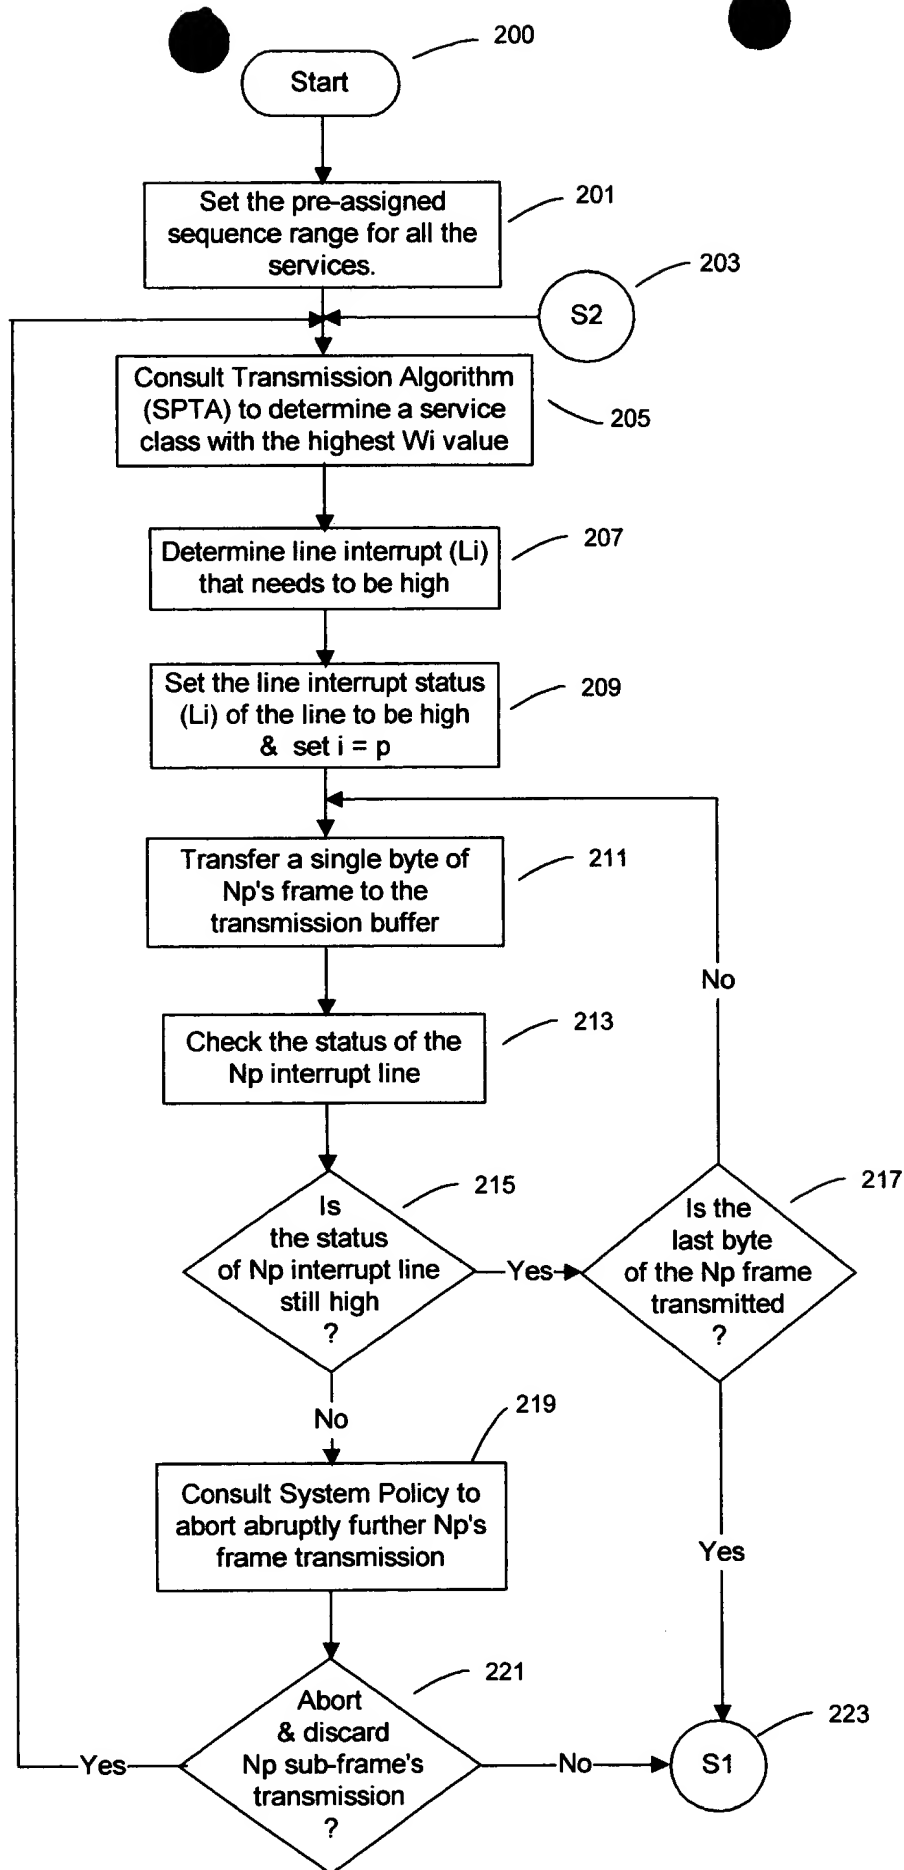 200
Start
201
Set the pre-assigned
sequence range for all the
services.
203
S2
Consult Transmission Algorithm
(SPTA) to determine a service
class with the highest Wi value
205
Determine line interrupt (Li)
that needs to be high
207
Set the line interrupt status
(Li) of the line to be high
& set i = p
209
Transfer a single byte of
Np's frame to the
transmission buffer
211
No
Check the status of the
Np interrupt line
213
Is
the status
of Np interrupt line
still high
?
215
Yes
Is the
last byte
of the Np frame
transmitted
?
217
No
219
Consult System Policy to
abort abruptly further Np's
frame transmission
Yes
Abort
& discard
Np sub-frame's
transmission
?
221
Yes
No
S1
223